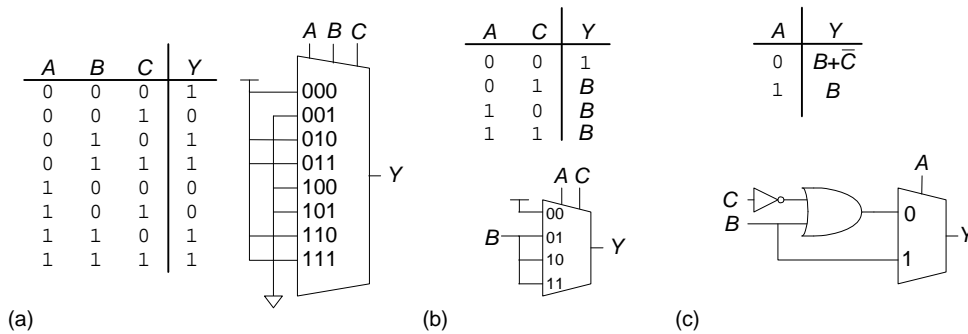 A B C Y
0 0 0 1
0 0 1 0
0 1 0 1
0 1 1 1
1 0 0 0
1 0 1 0
1 1 0 1
1 1 1 1
A B C
000
001
010
011
100
101
110
111
Y
(a)
A C Y
0 0 1
0 1 B
1 0 B
1 1 B
A C
00
01
10
11
B
Y
(b)
A Y
0 B+C̅
1 B
A
C
B
0
1
Y
(c)